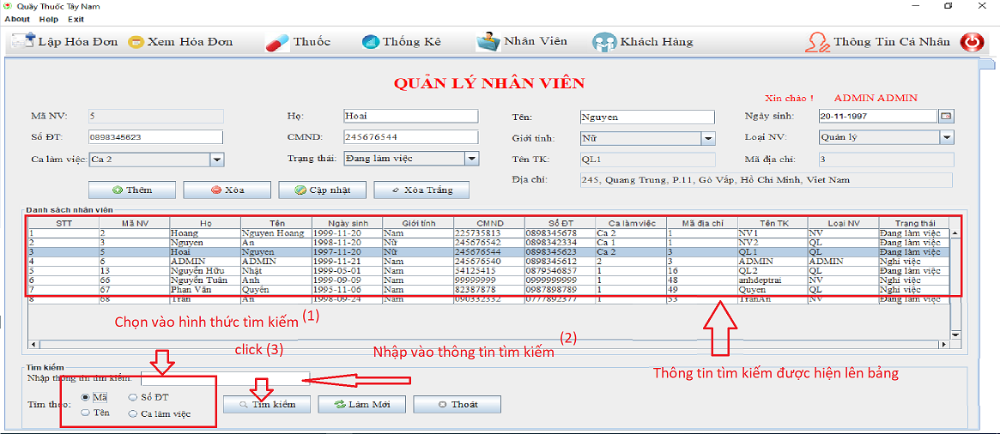 Quầy Thuốc Tây Nam
About Help Exit
Lập Hóa Đơn Xem Hóa Đơn Thuốc Thống Kê Nhân Viên Khách Hàng Thông Tin Cá Nhân
QUẢN LÝ NHÂN VIÊN
Xin chào ! ADMIN ADMIN
Mã NV: 5 Họ: Hoai Tên: Nguyen Ngày sinh: 20-11-1997
Số ĐT: 0898345623 CMND: 245676544 Giới tính: Nữ Loại NV: Quản lý
Ca làm việc: Ca 2 Trạng thái: Đang làm việc Tên TK: QL1 Mã địa chỉ: 3
Địa chỉ: 245, Quang Trung, P.11, Gò Vấp, Hồ Chí Minh, Viet Nam
Thêm Xóa Cập nhật Xóa Trắng
Danh sách nhân viên
STT Mã NV Họ Tên Ngày sinh Giới tính CMND Số ĐT Ca làm việc Mã địa chỉ Tên TK Loại NV Trạng thái
1 2 Hoang Nguyen Hoang 1999-11-20 Nam 225735813 0898345678 Ca 2 1 NV1 NV Đang làm việc
2 3 Nguyen An 1998-11-20 Nữ 245676542 0898342334 Ca 1 1 NV2 QL Đang làm việc
3 5 Hoai Nguyen 1997-11-20 Nữ 245676544 0898345623 Ca 2 3 QL1 QL Đang làm việc
4 6 ADMIN ADMIN 1999-11-21 Nam 245676540 0898345612 2 3 ADMIN ADMIN Nghỉ việc
5 13 Nguyễn Hữu Nhật 1999-05-01 Nam 54125415 0879546857 1 16 QL2 QL Đang làm việc
6 66 Nguyễn Tuân Anh 1999-09-09 Nam 99999999 0999999999 1 48 anhdeptrai NV Nghỉ việc
7 67 Phan Văn Quyên 1995-11-06 Nam 82387878 0987898789 1 49 Quyen QL Nghỉ việc
8 68 Trần An 1998-09-24 Nam 090332332 0777892377 1 53 TranAn NV Đang làm việc
Chọn vào hình thức tìm kiếm (1)
click (3)
Nhập vào thông tin tìm kiếm (2)
Thông tin tìm kiếm được hiện lên bảng
Tìm kiếm
Nhập thông tin tìm kiếm:
Tìm theo: Mã Số ĐT
Tên Ca làm việc
Tìm kiếm Làm Mới Thoát